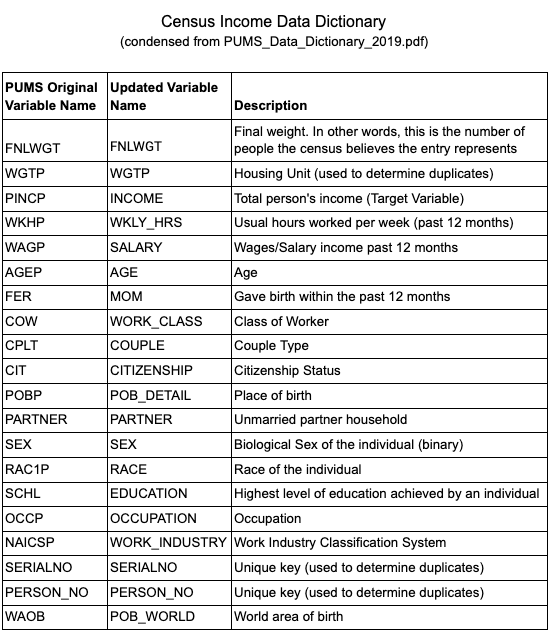 Census Income Data Dictionary
(condensed from PUMS_Data_Dictionary_2019.pdf)
PUMS Original Variable Name Updated Variable Name Description
FNLWGT FNLWGT Final weight. In other words, this is the number of people the census believes the entry represents
WGTP WGTP Housing Unit (used to determine duplicates)
PINCP INCOME Total person's income (Target Variable)
WKHP WKLY_HRS Usual hours worked per week (past 12 months)
WAGP SALARY Wages/Salary income past 12 months
AGEP AGE Age
FER MOM Gave birth within the past 12 months
COW WORK_CLASS Class of Worker
CPLT COUPLE Couple Type
CIT CITIZENSHIP Citizenship Status
POBP POB_DETAIL Place of birth
PARTNER PARTNER Unmarried partner household
SEX SEX Biological Sex of the individual (binary)
RAC1P RACE Race of the individual
SCHL EDUCATION Highest level of education achieved by an individual
OCCP OCCUPATION Occupation
NAICSP WORK_INDUSTRY Work Industry Classification System
SERIALNO SERIALNO Unique key (used to determine duplicates)
PERSON_NO PERSON_NO Unique key (used to determine duplicates)
WAOB POB_WORLD World area of birth